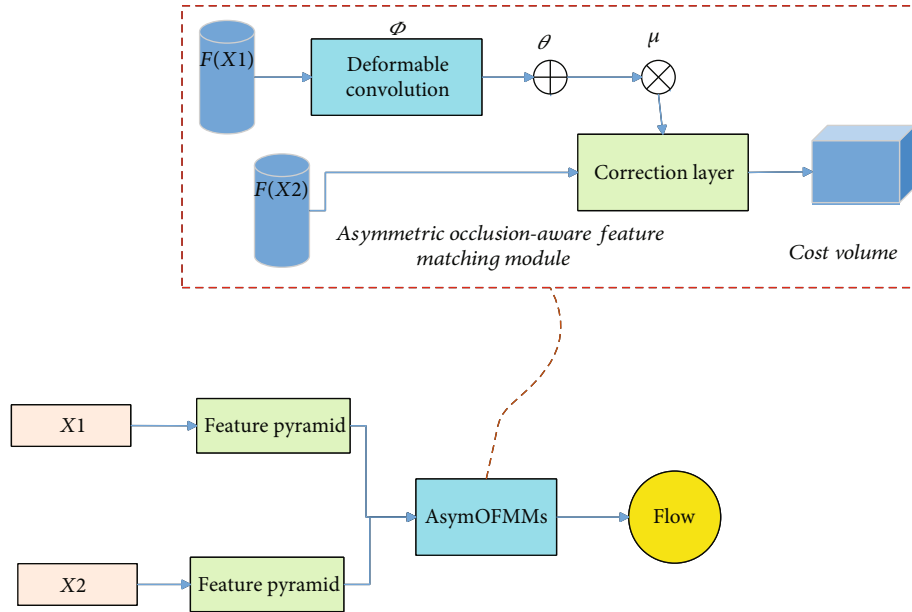 Φ
θ
μ
F(X1)
Deformable
convolution
F(X2)
Correction layer
Asymmetric occlusion-aware feature
matching module
Cost volume
X1
Feature pyramid
AsymOFMMs
Flow
X2
Feature pyramid